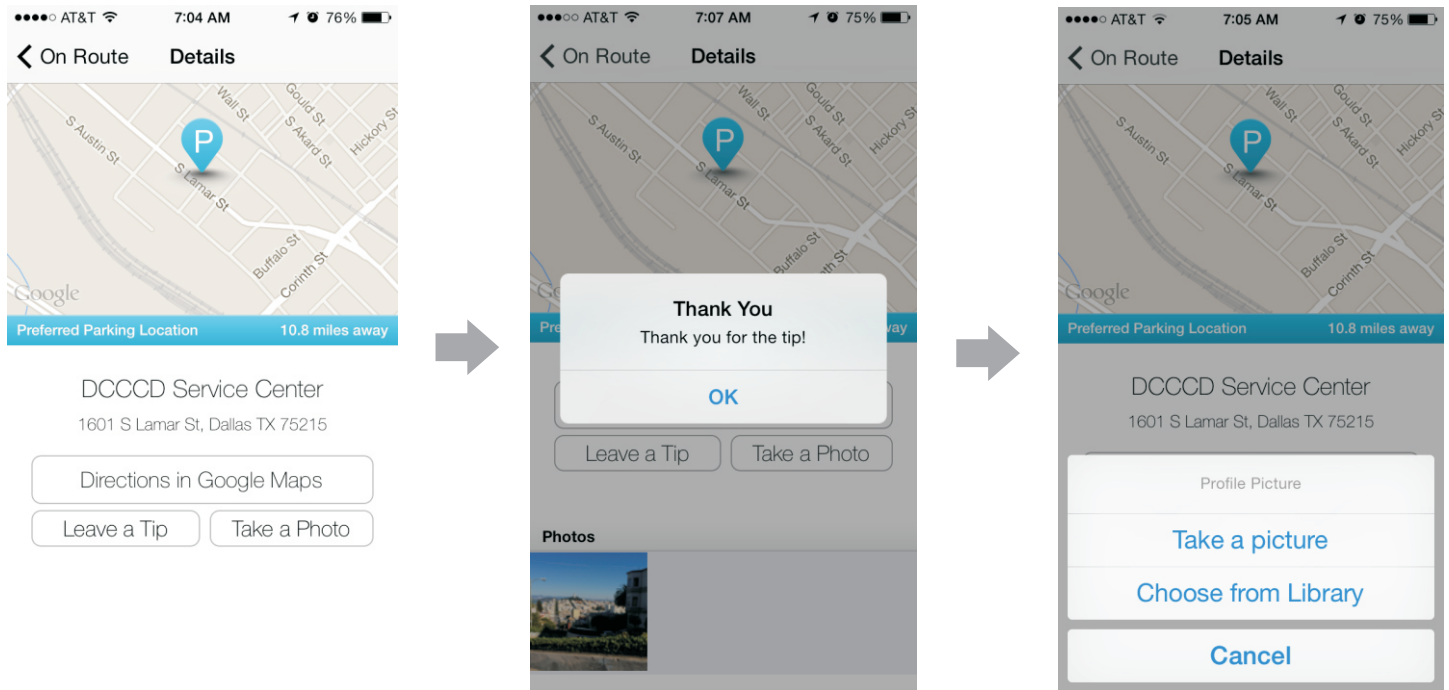 AT&T 7:04 AM 76%
On Route Details
Wall St
Gould St
S Austin St
S Akard St
Hickory St
P
S Lamar St
Buffalo St
Corinth St
Google
Preferred Parking Location 10.8 miles away
DCCCD Service Center
1601 S Lamar St, Dallas TX 75215
Directions in Google Maps
Leave a Tip Take a Photo
AT&T 7:07 AM 75%
On Route Details
Wall St
Gould St
S Austin St
S Akard St
Hickory St
P
S Lamar St
Buffalo St
th St
Go
Pre way
Thank You
Thank you for the tip!
OK
Leave a Tip Take a Photo
Photos
AT&T 7:05 AM 75%
On Route Details
Wall St
Gould St
S Austin St
S Akard St
Hickory St
P
S Lamar St
Buffalo St
Corinth St
Google
Preferred Parking Location 10.8 miles away
DCCCD Service Center
1601 S Lamar St, Dallas TX 75215
Profile Picture
Take a picture
Choose from Library
Cancel